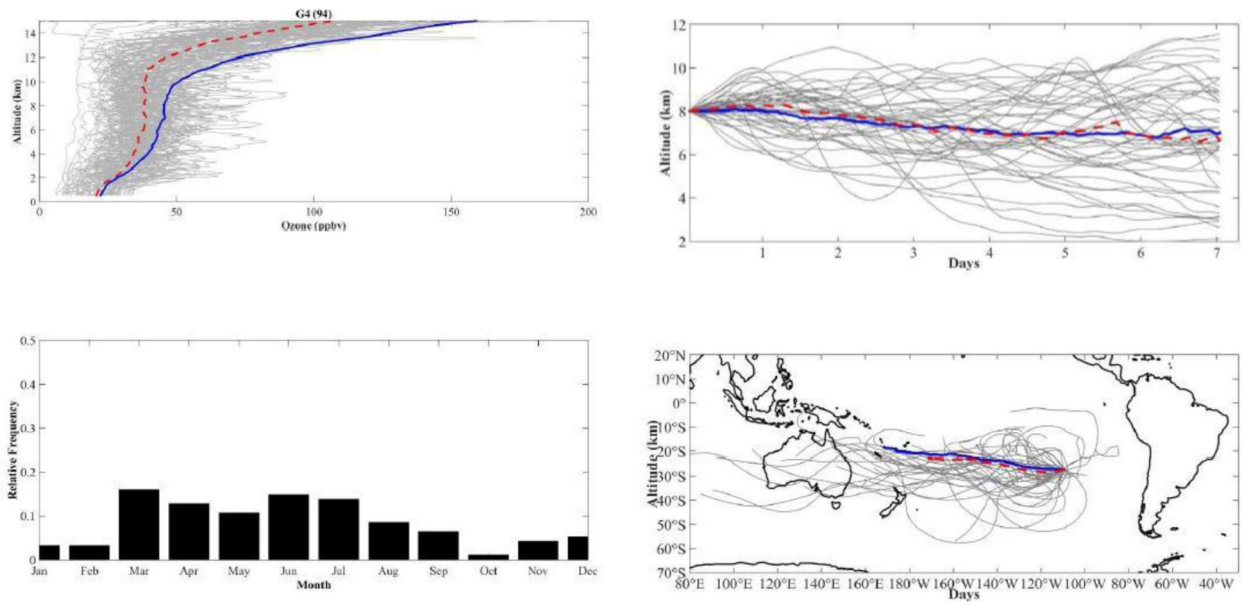 G4 (94)
14
12
10
8
6
4
2
0
Altitude (km)
0 50 100 150 200
Ozone (ppbv)
12
10
8
6
4
2
Altitude (km)
1 2 3 4 5 6 7
Days
0.5
0.4
0.3
0.2
0.1
0
Relative Frequency
Jan Feb Mar Apr May Jun Jul Aug Sep Oct Nov Dec
Month
20°N
10°N
0°
10°S
20°S
30°S
40°S
50°S
60°S
70°S
Altitude (km)
80°E 100°E 120°E 140°E 160°E 180°W 160°W 140°W 120°W 100°W 80°W 60°W 40°W
Days